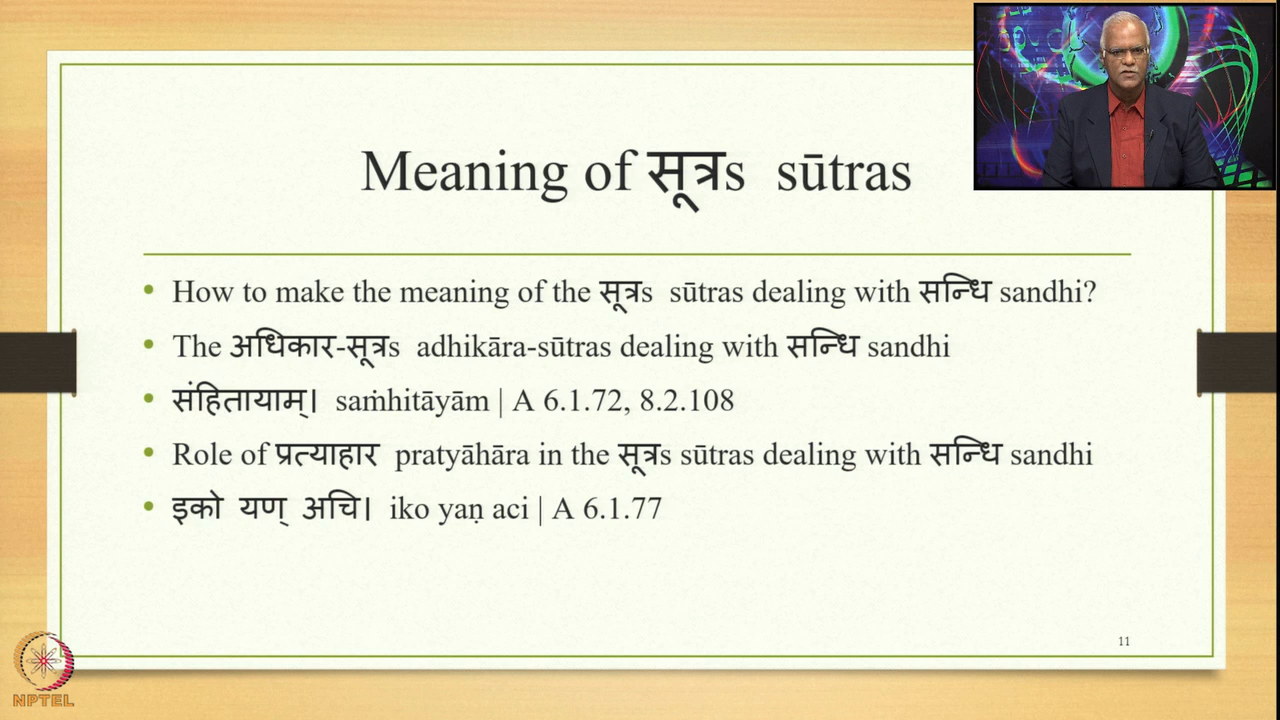 Meaning of सूत्रs sūtras
How to make the meaning of the सूत्रs sūtras dealing with सन्धि sandhi?
The अधिकार-सूत्रs adhikāra-sūtras dealing with सन्धि sandhi
संहितायाम्। saṁhitāyām | A 6.1.72, 8.2.108
Role of प्रत्याहार pratyāhāra in the सूत्रs sūtras dealing with सन्धि sandhi
इको यण् अचि। iko yaṇ aci | A 6.1.77
11
NPTEL